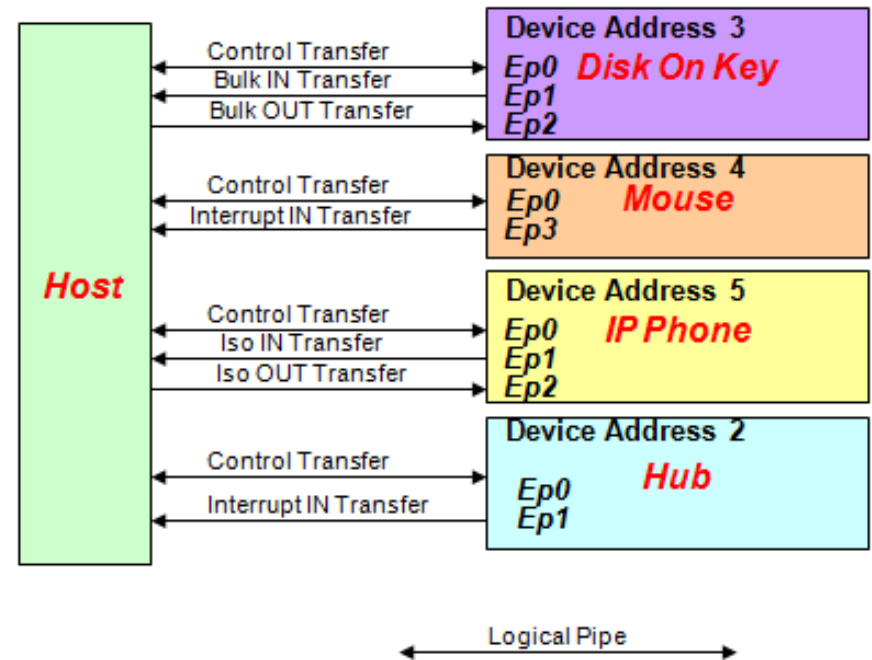 Device Address 3
Control Transfer
Ep0 Disk On Key
Bulk IN Transfer
Ep1
Bulk OUT Transfer
Ep2
Device Address 4
Control Transfer
Ep0 Mouse
Interrupt IN Transfer
Ep3
Host
Device Address 5
Control Transfer
Ep0 IP Phone
Iso IN Transfer
Ep1
Iso OUT Transfer
Ep2
Device Address 2
Control Transfer
Hub
Ep0
Interrupt IN Transfer
Ep1
Logical Pipe